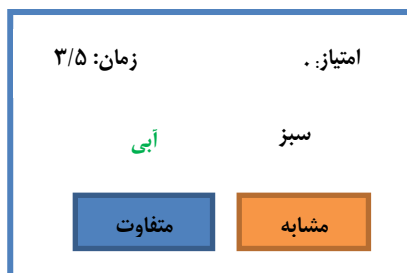 امتیاز: ۰ زمان: ۳/۵
سبز آبی
مشابه متفاوت